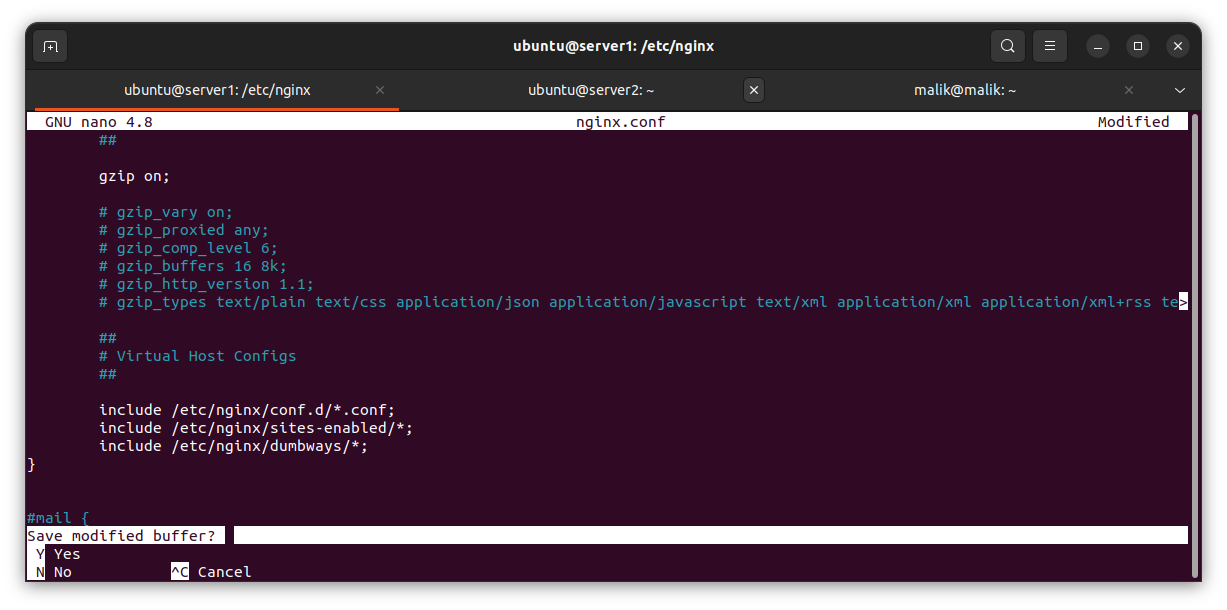 ubuntu@server1: /etc/nginx
ubuntu@server1: /etc/nginx
ubuntu@server2: ~
malik@malik: ~
GNU nano 4.8 nginx.conf Modified
##
gzip on;
# gzip_vary on;
# gzip_proxied any;
# gzip_comp_level 6;
# gzip_buffers 16 8k;
# gzip_http_version 1.1;
# gzip_types text/plain text/css application/json application/javascript text/xml application/xml application/xml+rss te>
##
# Virtual Host Configs
##
include /etc/nginx/conf.d/*.conf;
include /etc/nginx/sites-enabled/*;
include /etc/nginx/dumbways/*;
}
#mail {
Save modified buffer?
Y Yes
N No ^C Cancel